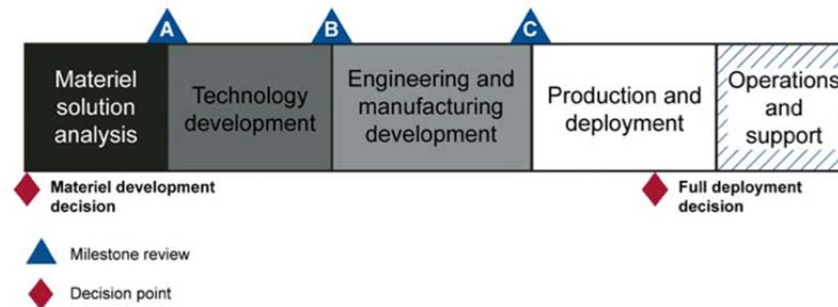 A
B
C
Materiel
solution
analysis
Technology
development
Engineering and
manufacturing
development
Production and
deployment
Operations
and
support
Materiel development
decision
Full deployment
decision
Milestone review
Decision point